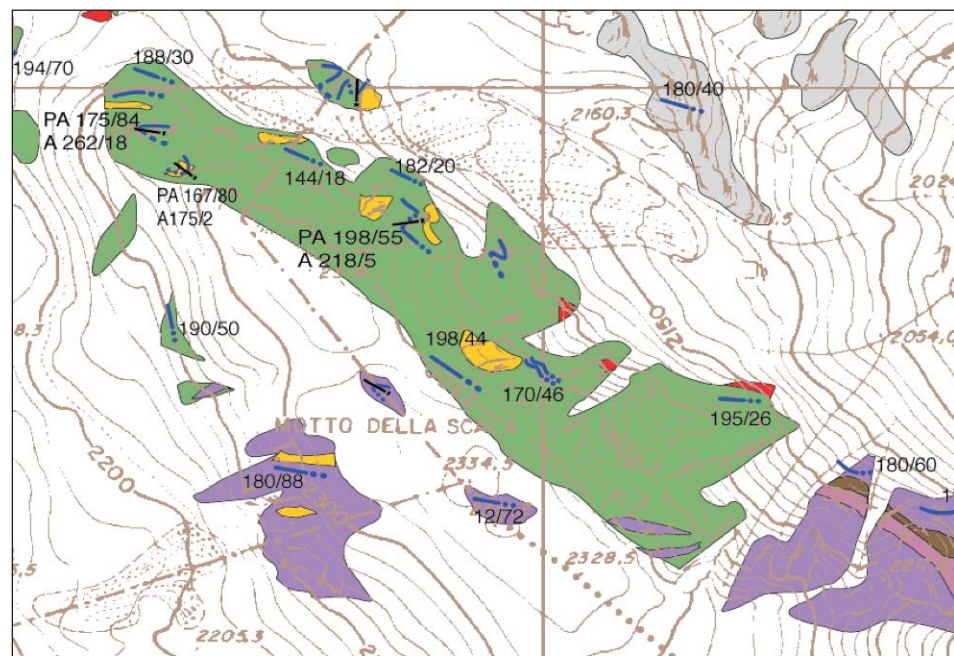 188/30
194/70
180/40
2160,3
PA 175/84
A 262/18
182/20
144/18
PA 167/80
A175/2
PA 198/55
A 218/5
2150
190/50
198/44
170/46
195/26
MOTTO DELLA SCALA
2200
2334,5
180/60
180/88
2300
12/72
2328,5
2205,3